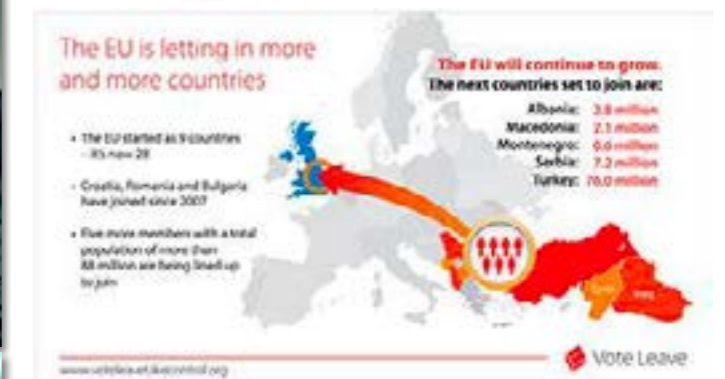 The EU is letting in more
and more countries
• The EU started as 9 countries
- it's now 28
• Croatia, Romania and Bulgaria
have joined since 2007
• Five more members with a total
population of more than
88 million are being lined up
to join
The EU will continue to grow.
The next countries set to join are:
Albania: 2.8 million
Macedonia: 2.1 million
Montenegro: 0.6 million
Serbia: 7.2 million
Turkey: 76.0 million
Syria
Iraq
www.voteleavetakecontrol.org
Vote Leave